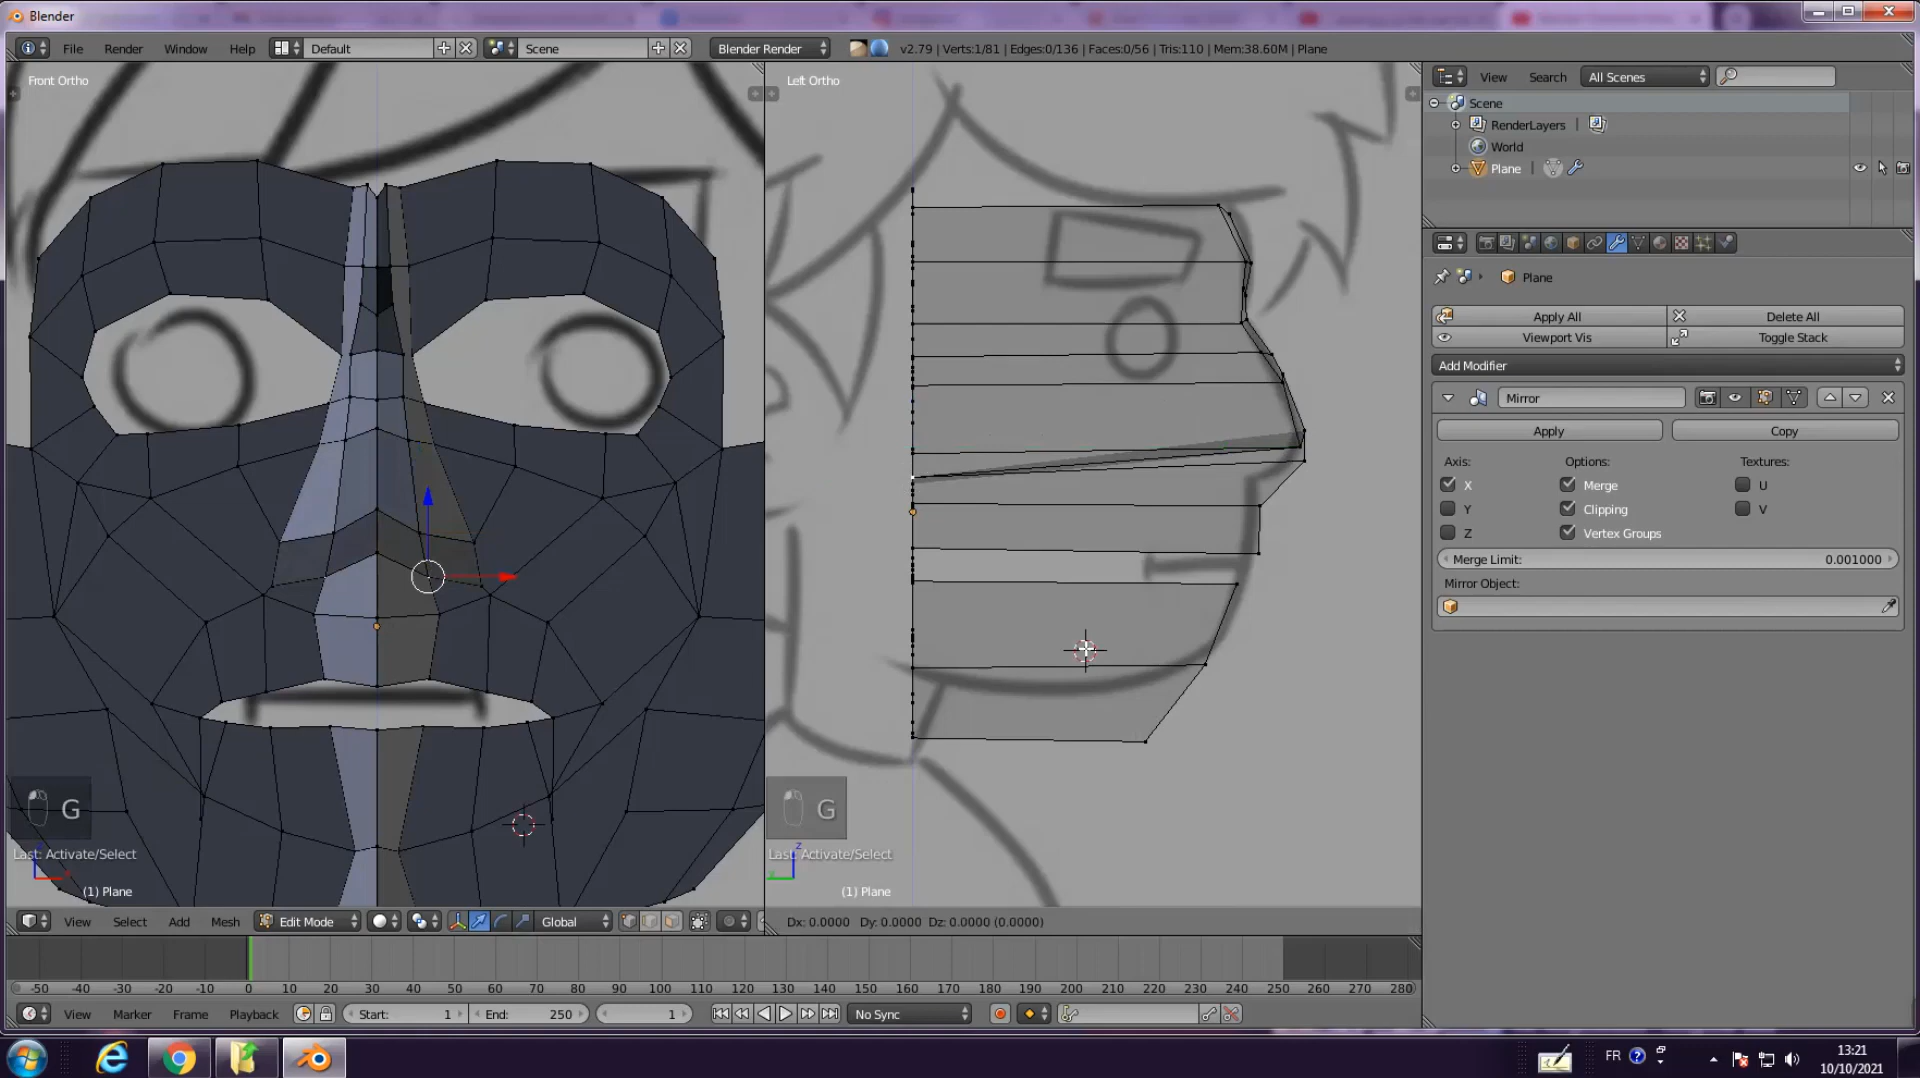 Blender
File Render Window Help Default Scene Blender Render v2.79 | Verts:1/81 | Edges:0/136 | Faces:0/56 | Tris:110 | Mem:38.60M | Plane
Front Ortho
Left Ortho
View Search All Scenes
Scene
RenderLayers |
World
Plane |
Plane
Apply All Delete All
Viewport Vis Toggle Stack
Add Modifier
Mirror
Apply Copy
Axis: Options: Textures:
X Merge U
Y Clipping V
Z Vertex Groups
Merge Limit: 0.001000
Mirror Object:
G
G
Last: Activate/Select
Last: Activate/Select
z
(1) Plane
(1) Plane
View Select Add Mesh Edit Mode Global Dx: 0.0000 Dy: 0.0000 Dz: 0.0000 (0.0000)
-50 -40 -30 -20 -10 0 10 20 30 40 50 60 70 80 90 100 110 120 130 140 150 160 170 180 190 200 210 220 230 240 250 260 270 280
View Marker Frame Playback Start: 1 End: 250 1 No Sync
FR 13:21
10/10/2021